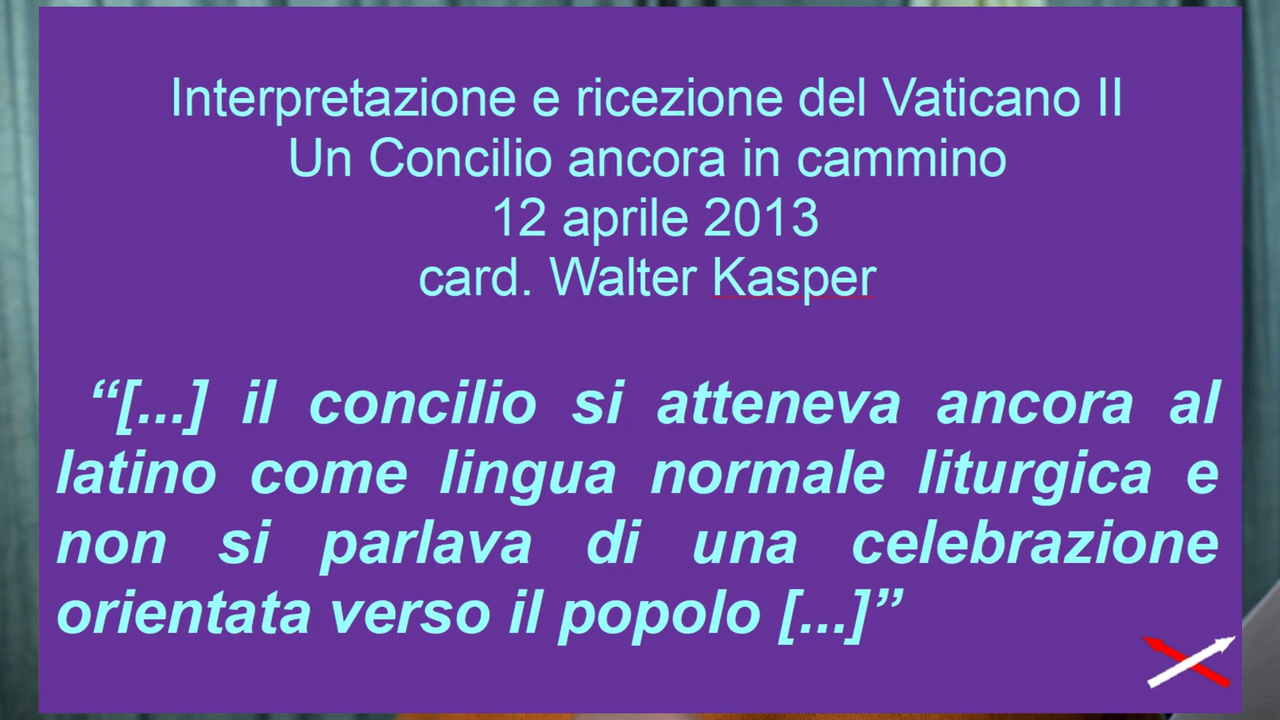 Interpretazione e ricezione del Vaticano II
Un Concilio ancora in cammino
12 aprile 2013
card. Walter Kasper
“[...] il concilio si atteneva ancora al
latino come lingua normale liturgica e
non si parlava di una celebrazione
orientata verso il popolo [...]”